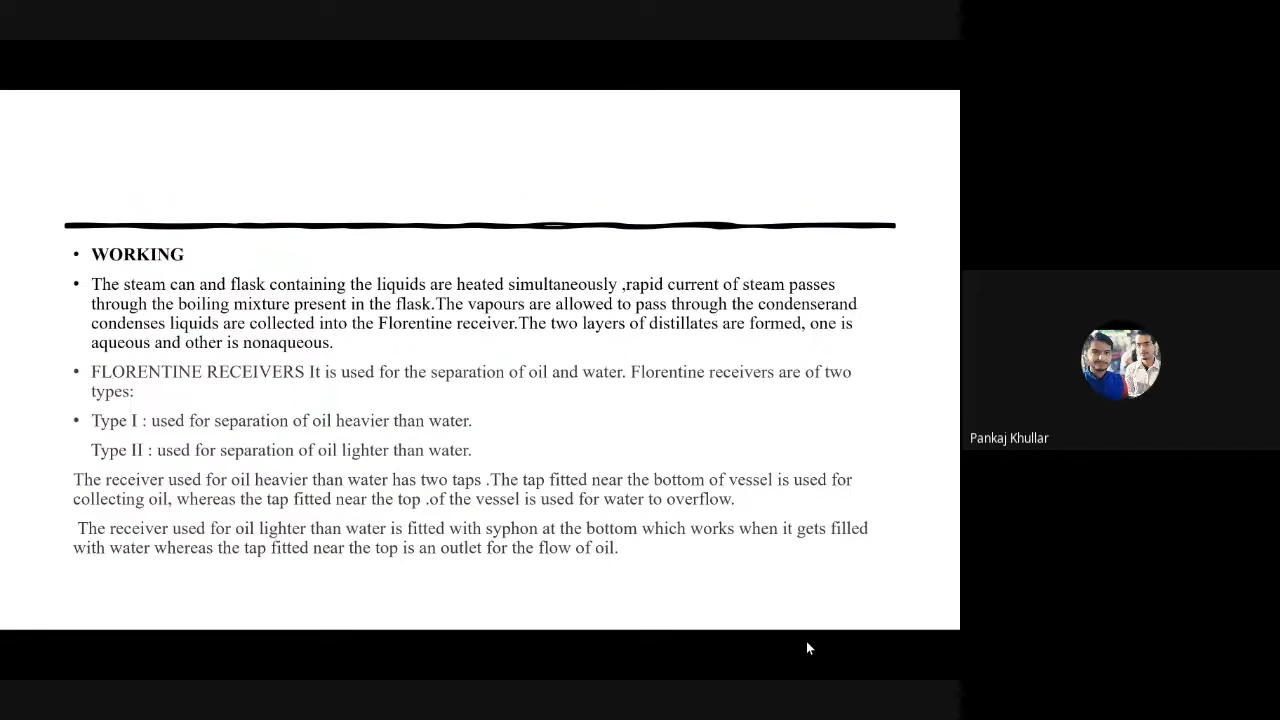 • WORKING
• The steam can and flask containing the liquids are heated simultaneously ,rapid current of steam passes
through the boiling mixture present in the flask.The vapours are allowed to pass through the condenserand
condenses liquids are collected into the Florentine receiver.The two layers of distillates are formed, one is
aqueous and other is nonaqueous.
• FLORENTINE RECEIVERS It is used for the separation of oil and water. Florentine receivers are of two
types:
• Type I : used for separation of oil heavier than water.
Type II : used for separation of oil lighter than water.
The receiver used for oil heavier than water has two taps .The tap fitted near the bottom of vessel is used for
collecting oil, whereas the tap fitted near the top .of the vessel is used for water to overflow.
The receiver used for oil lighter than water is fitted with syphon at the bottom which works when it gets filled
with water whereas the tap fitted near the top is an outlet for the flow of oil.
Pankaj Khullar